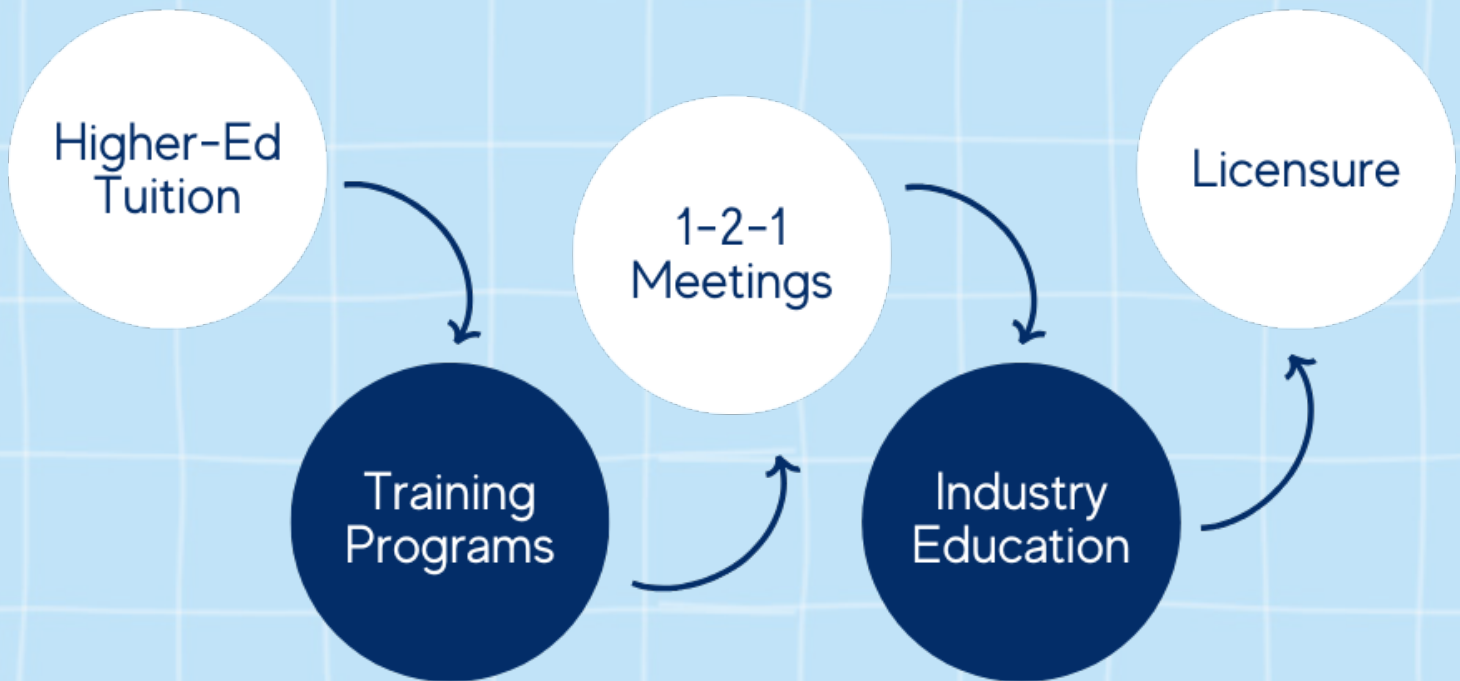 Higher-Ed
Tuition
Training
Programs
1-2-1
Meetings
Industry
Education
Licensure